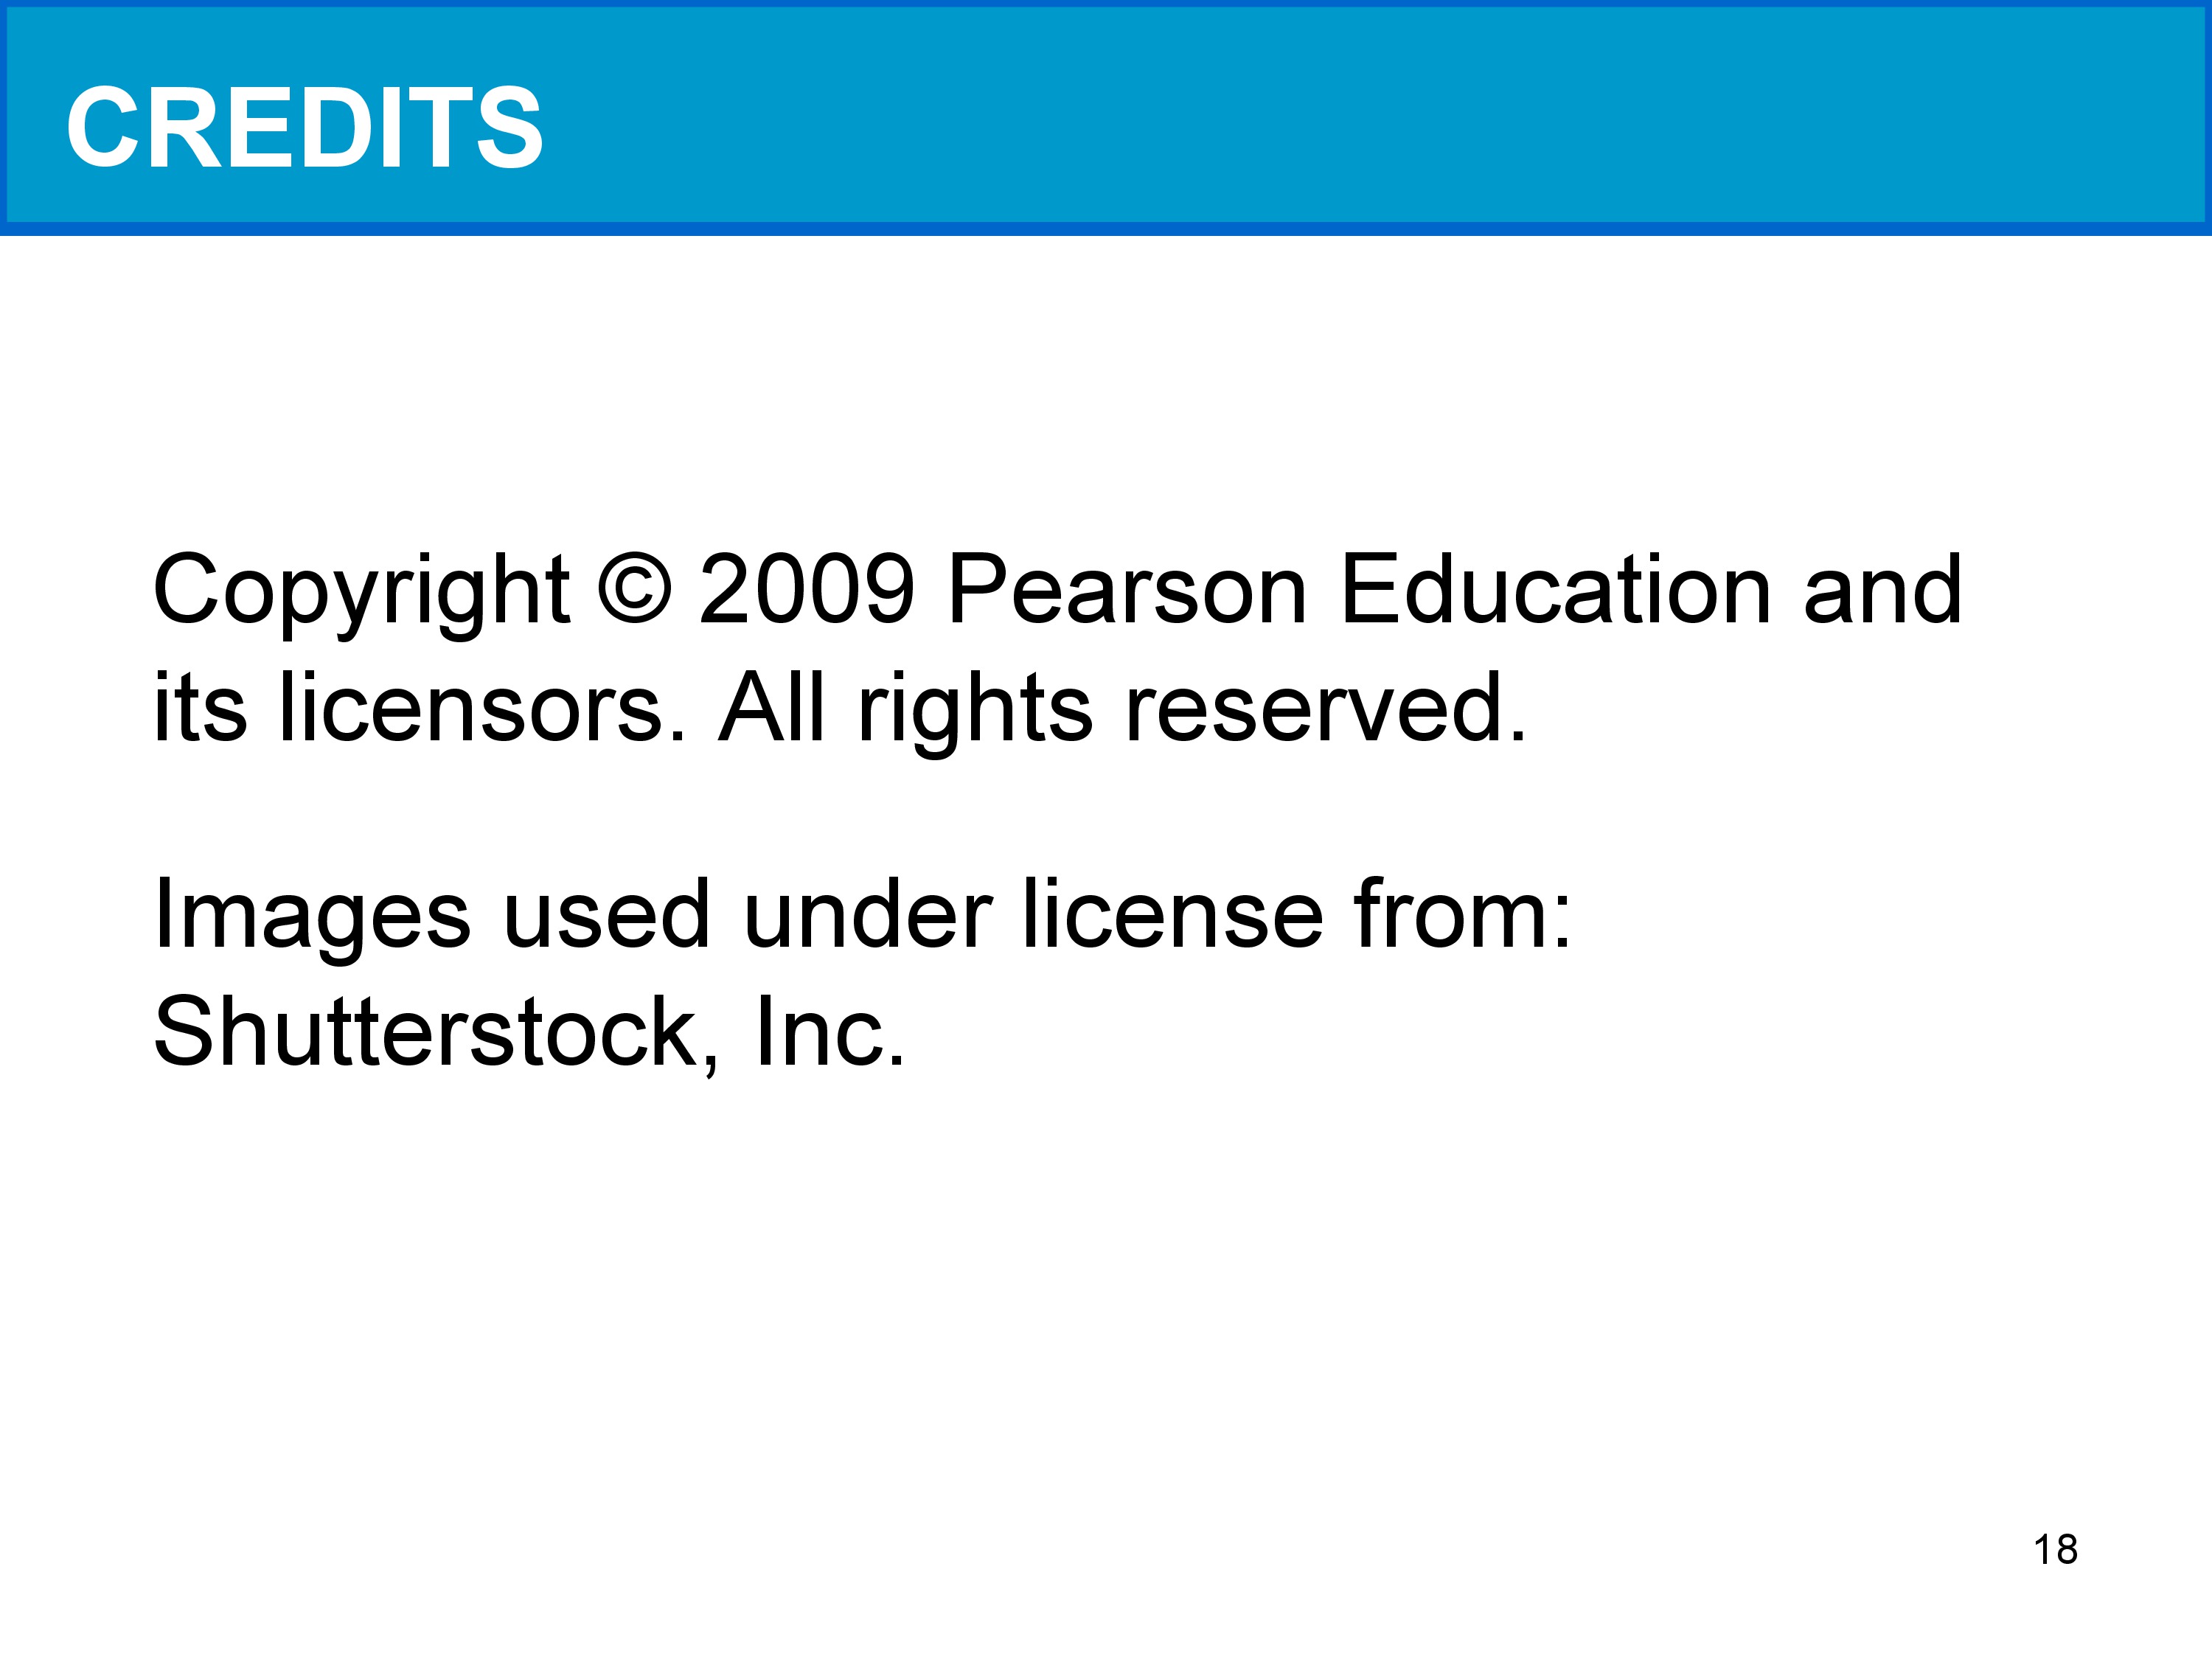 CREDITS
Copyright © 2009 Pearson Education and
its licensors. All rights reserved.
Images used under license from:
Shutterstock, Inc.
18